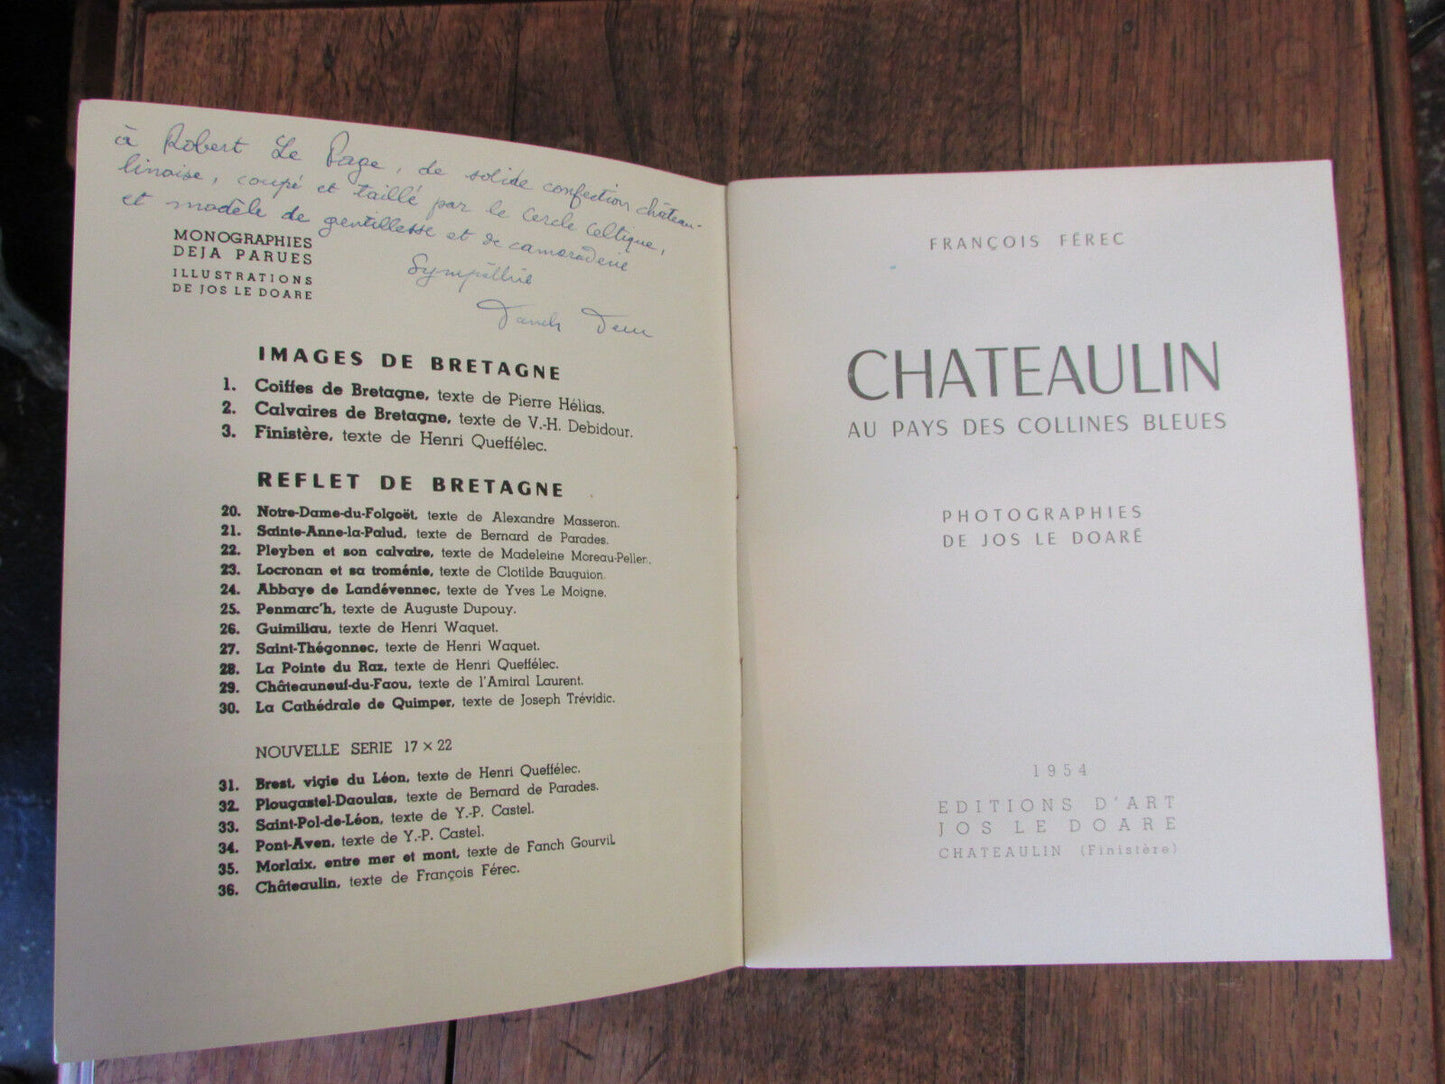 à Robert Le Page, de solide confection château-
linoise, coupé et taillé par le Cercle Celtique,
et modèle de gentillesse et de camaraderie
MONOGRAPHIES
DEJA PARUES
ILLUSTRATIONS
DE JOS LE DOARE
IMAGES DE BRETAGNE
1. Coiffes de Bretagne, texte de Pierre Hélias.
2. Calvaires de Bretagne, texte de V.-H. Debidour.
3. Finistère, texte de Henri Queffélec.
REFLET DE BRETAGNE
20. Notre-Dame-du-Folgoët, texte de Alexandre Masseron.
21. Sainte-Anne-la-Palud, texte de Bernard de Parades.
22. Pleyben et son calvaire, texte de Madeleine Moreau-Pellen.
23. Locronan et sa troménie, texte de Clotilde Bauguion.
24. Abbaye de Landévennec, texte de Yves Le Moigne.
25. Penmarc'h, texte de Auguste Dupouy.
26. Guimiliau, texte de Henri Waquet.
27. Saint-Thégonnec, texte de Henri Waquet.
28. La Pointe du Raz, texte de Henri Queffélec.
29. Châteauneuf-du-Faou, texte de l'Amiral Laurent.
30. La Cathédrale de Quimper, texte de Joseph Trévidic.
NOUVELLE SERIE 17 × 22
31. Brest, vigie du Léon, texte de Henri Queffélec.
32. Plougastel-Daoulas, texte de Bernard de Parades.
33. Saint-Pol-de-Léon, texte de Y.-P. Castel.
34. Pont-Aven, texte de Y.-P. Castel.
35. Morlaix, entre mer et mont, texte de Fanch Gourvil.
36. Châteaulin, texte de François Férec.
FRANÇOIS FÉREC
CHATEAULIN
AU PAYS DES COLLINES BLEUES
PHOTOGRAPHIES
DE JOS LE DOARÉ
1954
EDITIONS D'ART
JOS LE DOARE
CHATEAULIN (Finistère)